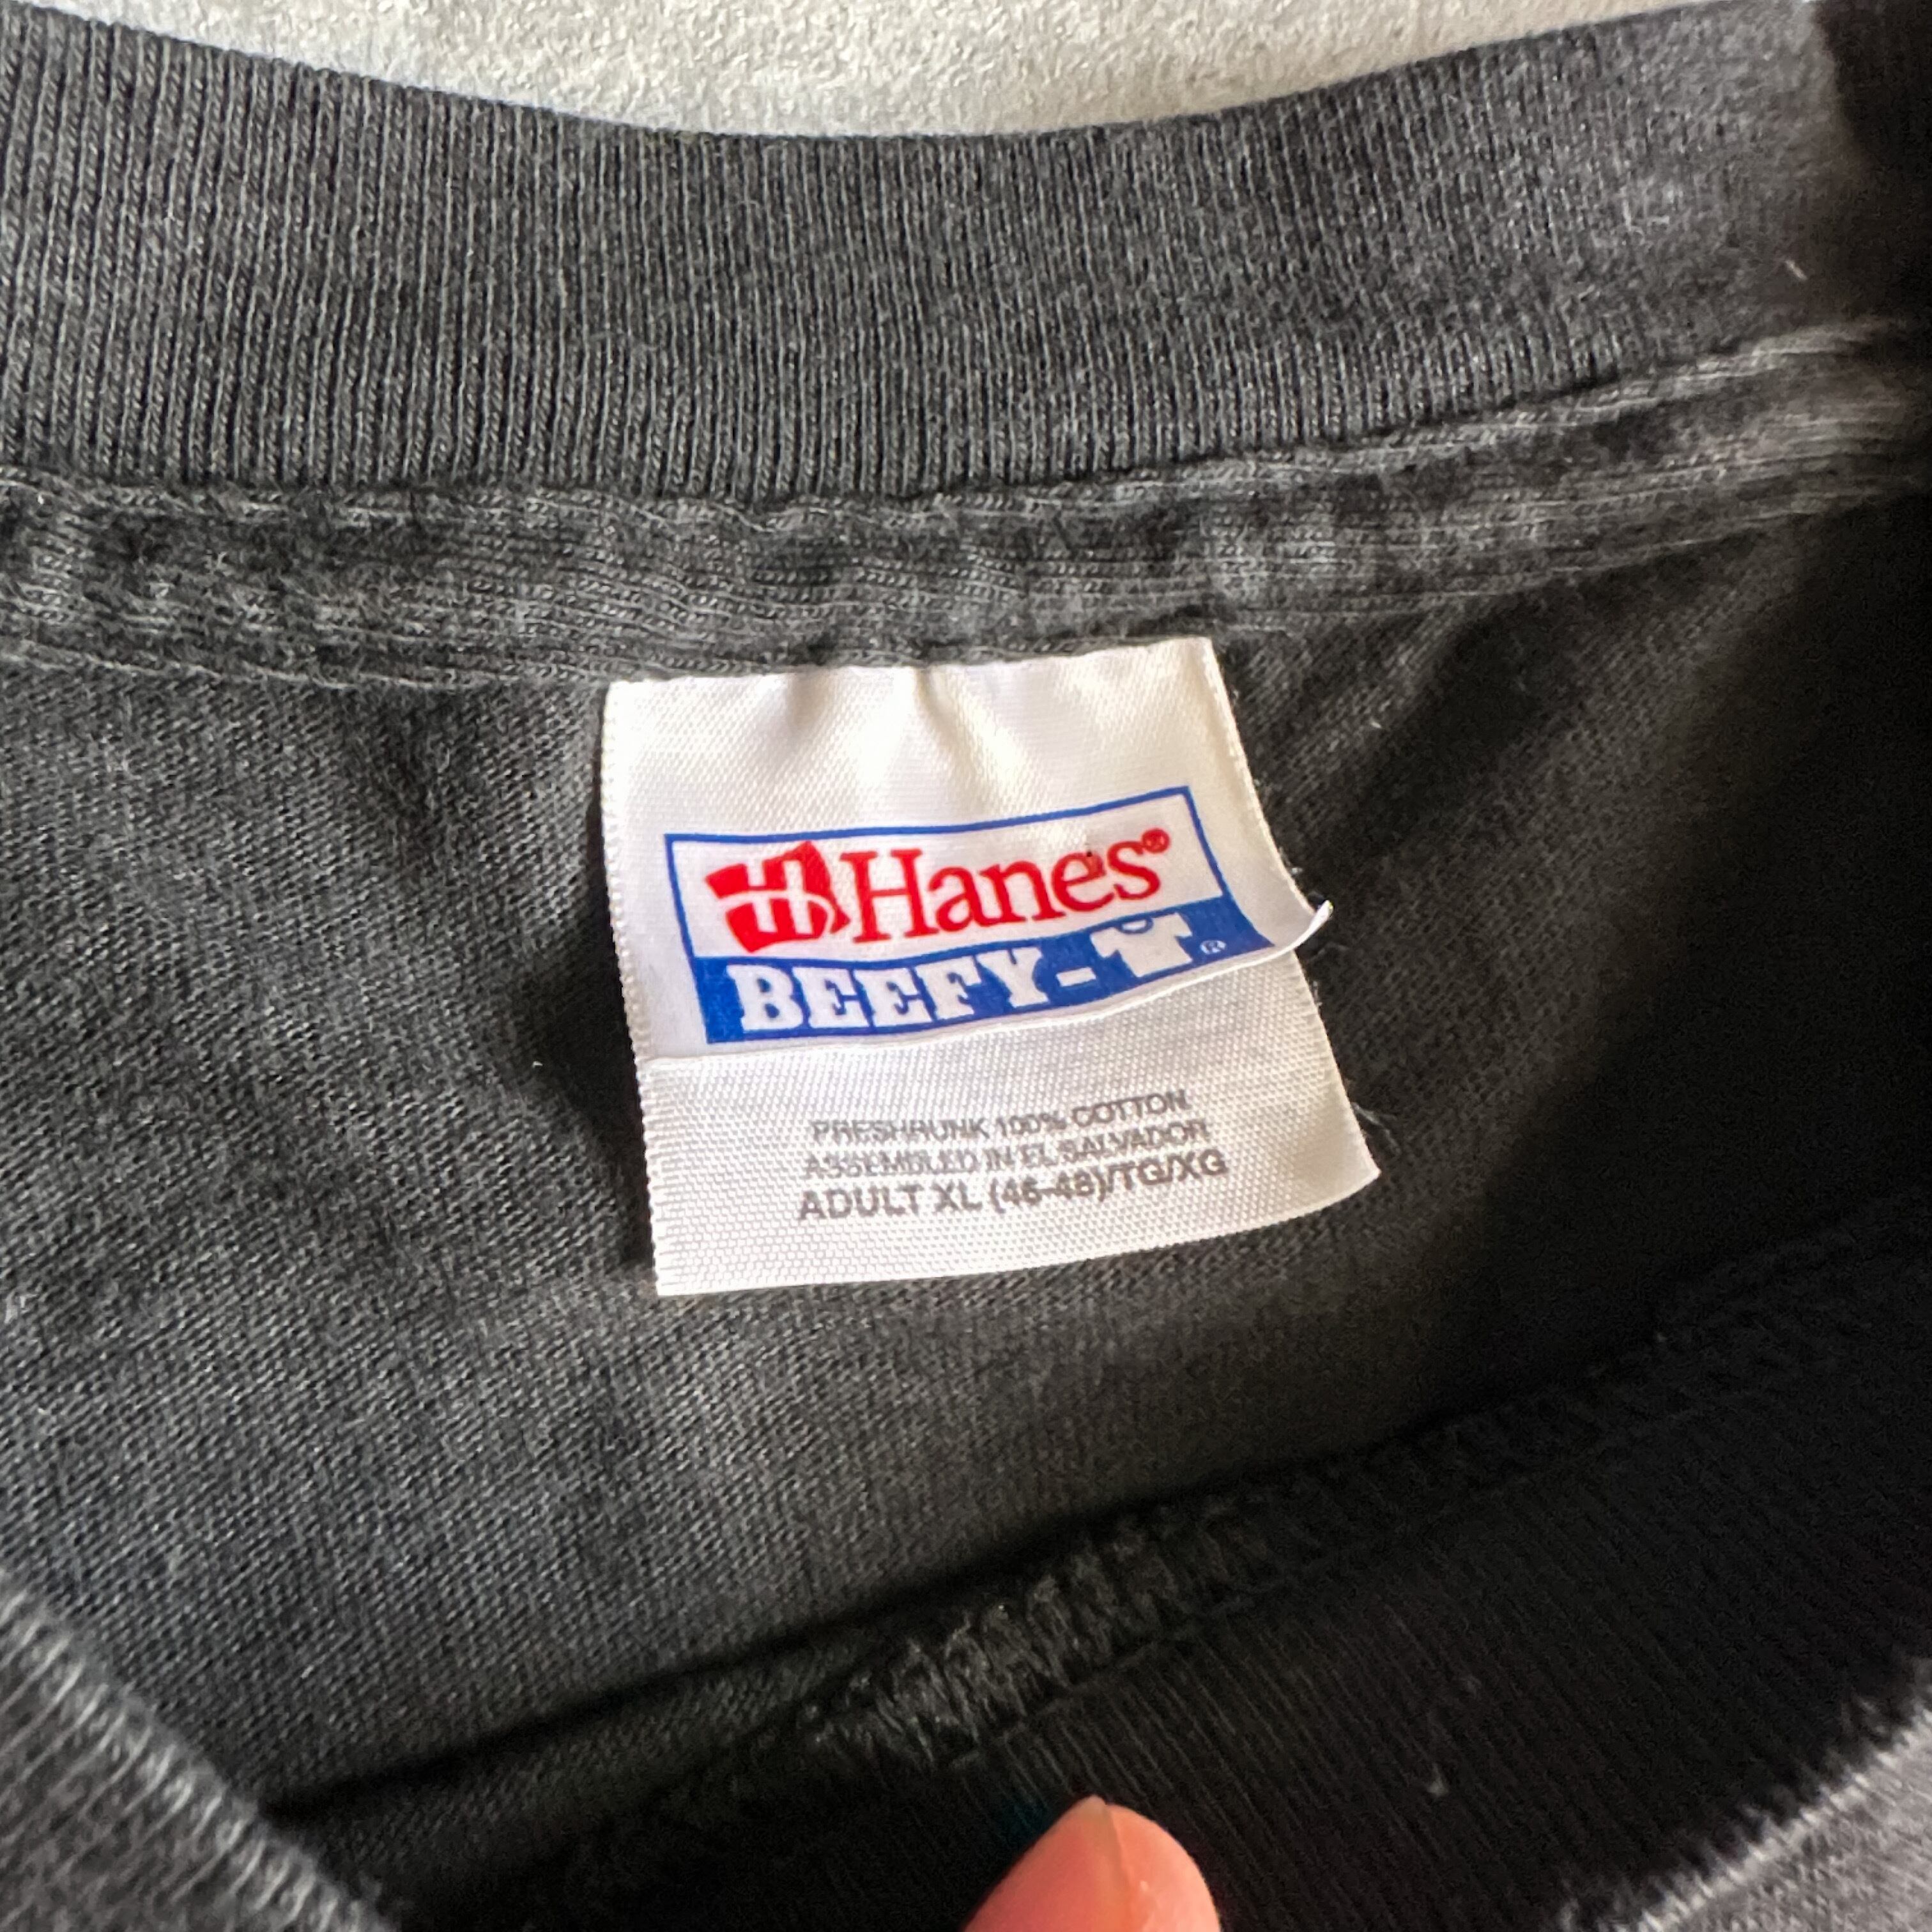 Hanes®
BEEFY-T®
PRESHRUNK 100% COTTON
ASSEMBLED IN EL SALVADOR
ADULT XL (46-48)/TG/XG